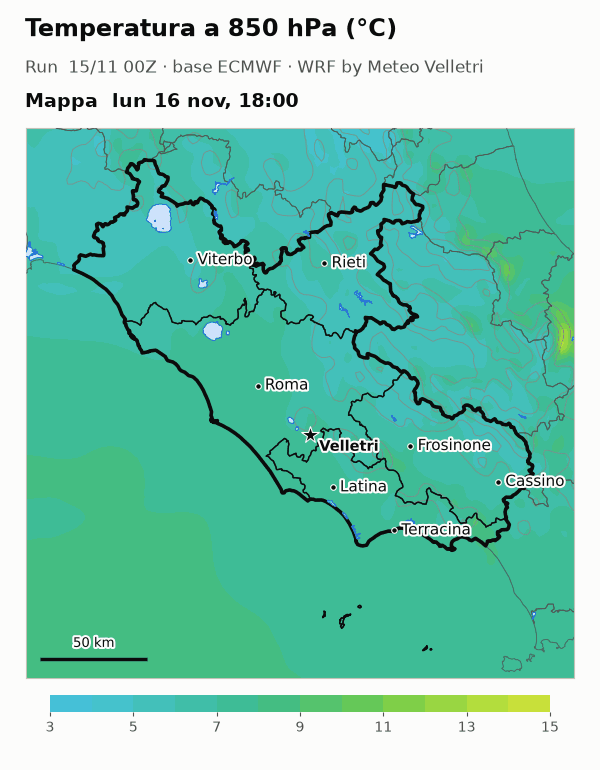 Temperatura a 850 hPa (°C)
Run  15/11 00Z · base ECMWF · WRF by Meteo Velletri
Mappa  lun 16 nov, 18:00
Viterbo
Rieti
Roma
Velletri
Frosinone
Latina
Cassino
Terracina
50 km
3 5 7 9 11 13 15